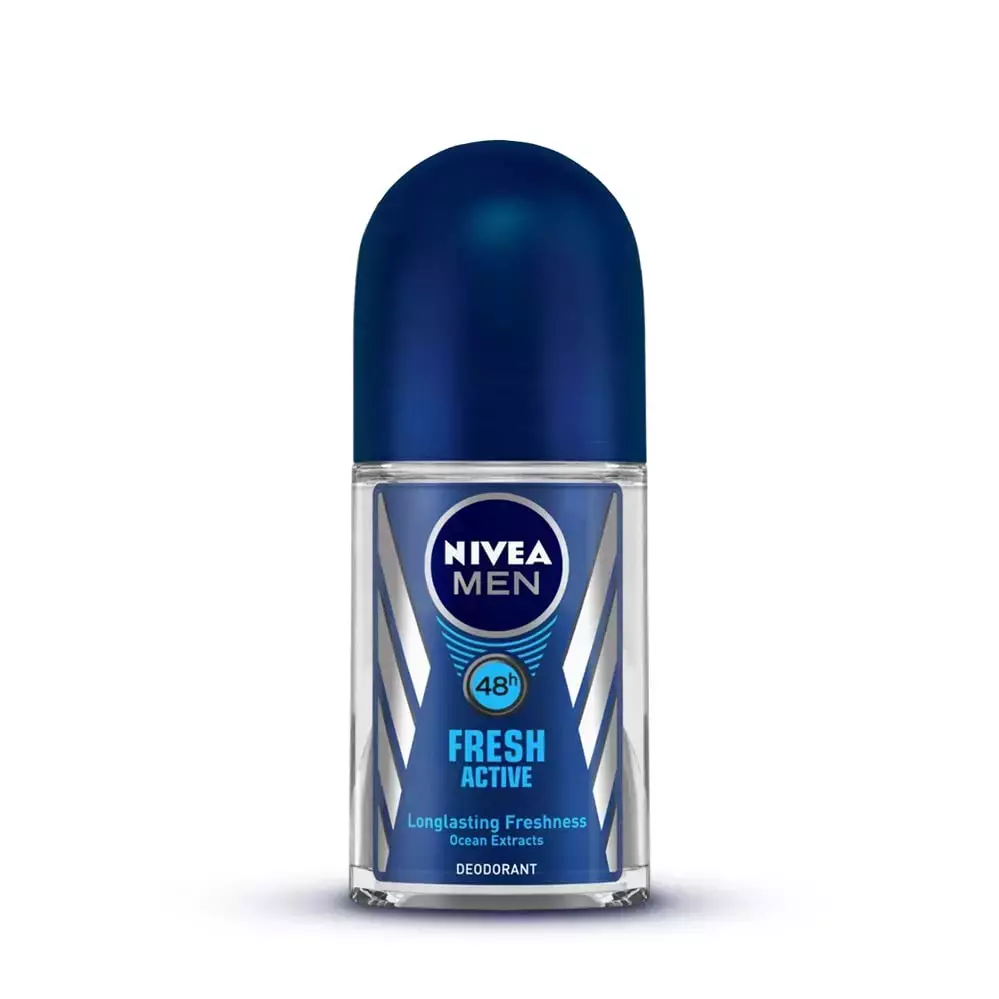 NIVEA
MEN
48h
FRESH
ACTIVE
Longlasting Freshness
Ocean Extracts
DEODORANT